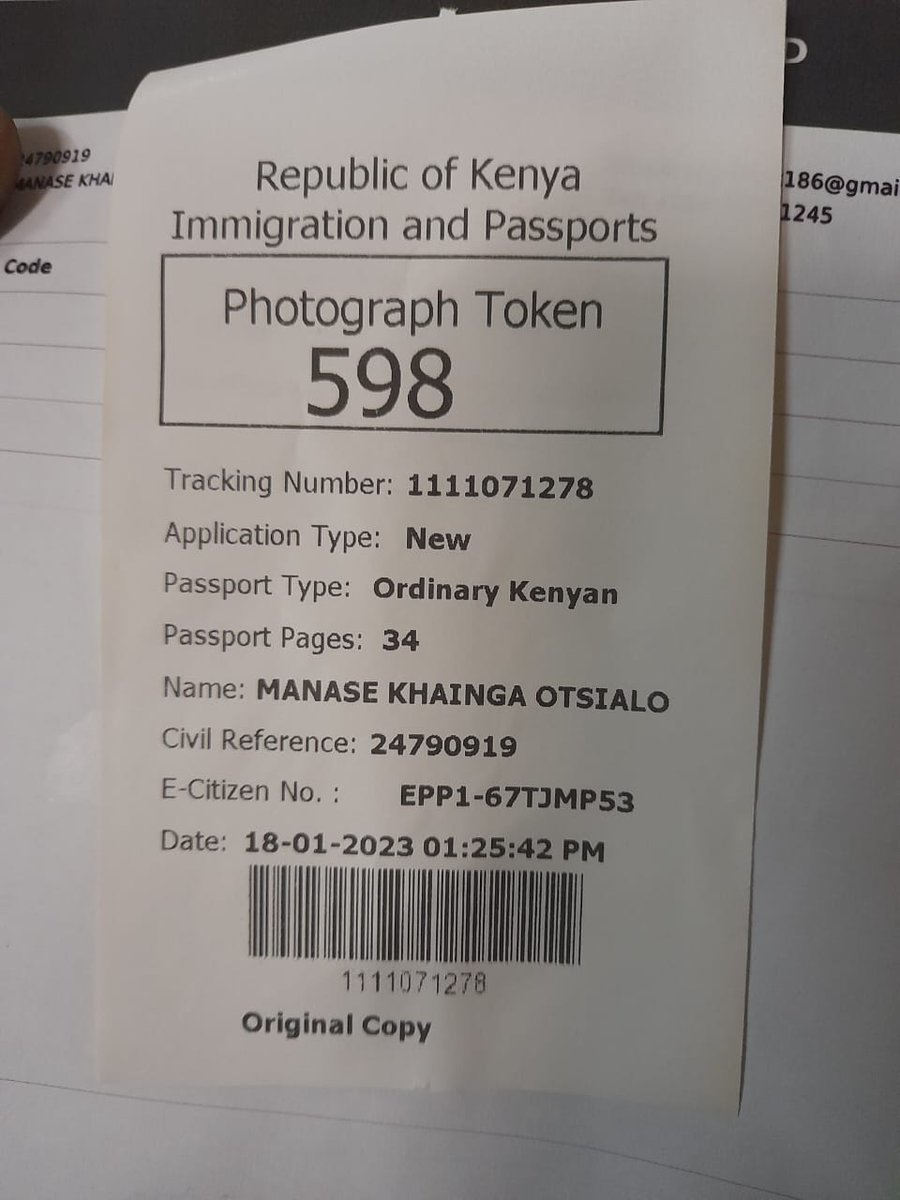 4790919
MANASE KHAI
186@gmai
1245
Code
Republic of Kenya
Immigration and Passports
Photograph Token
598
Tracking Number: 1111071278
Application Type: New
Passport Type: Ordinary Kenyan
Passport Pages: 34
Name: MANASE KHAINGA OTSIALO
Civil Reference: 24790919
E-Citizen No. : EPP1-67TJMP53
Date: 18-01-2023 01:25:42 PM
1111071278
Original Copy